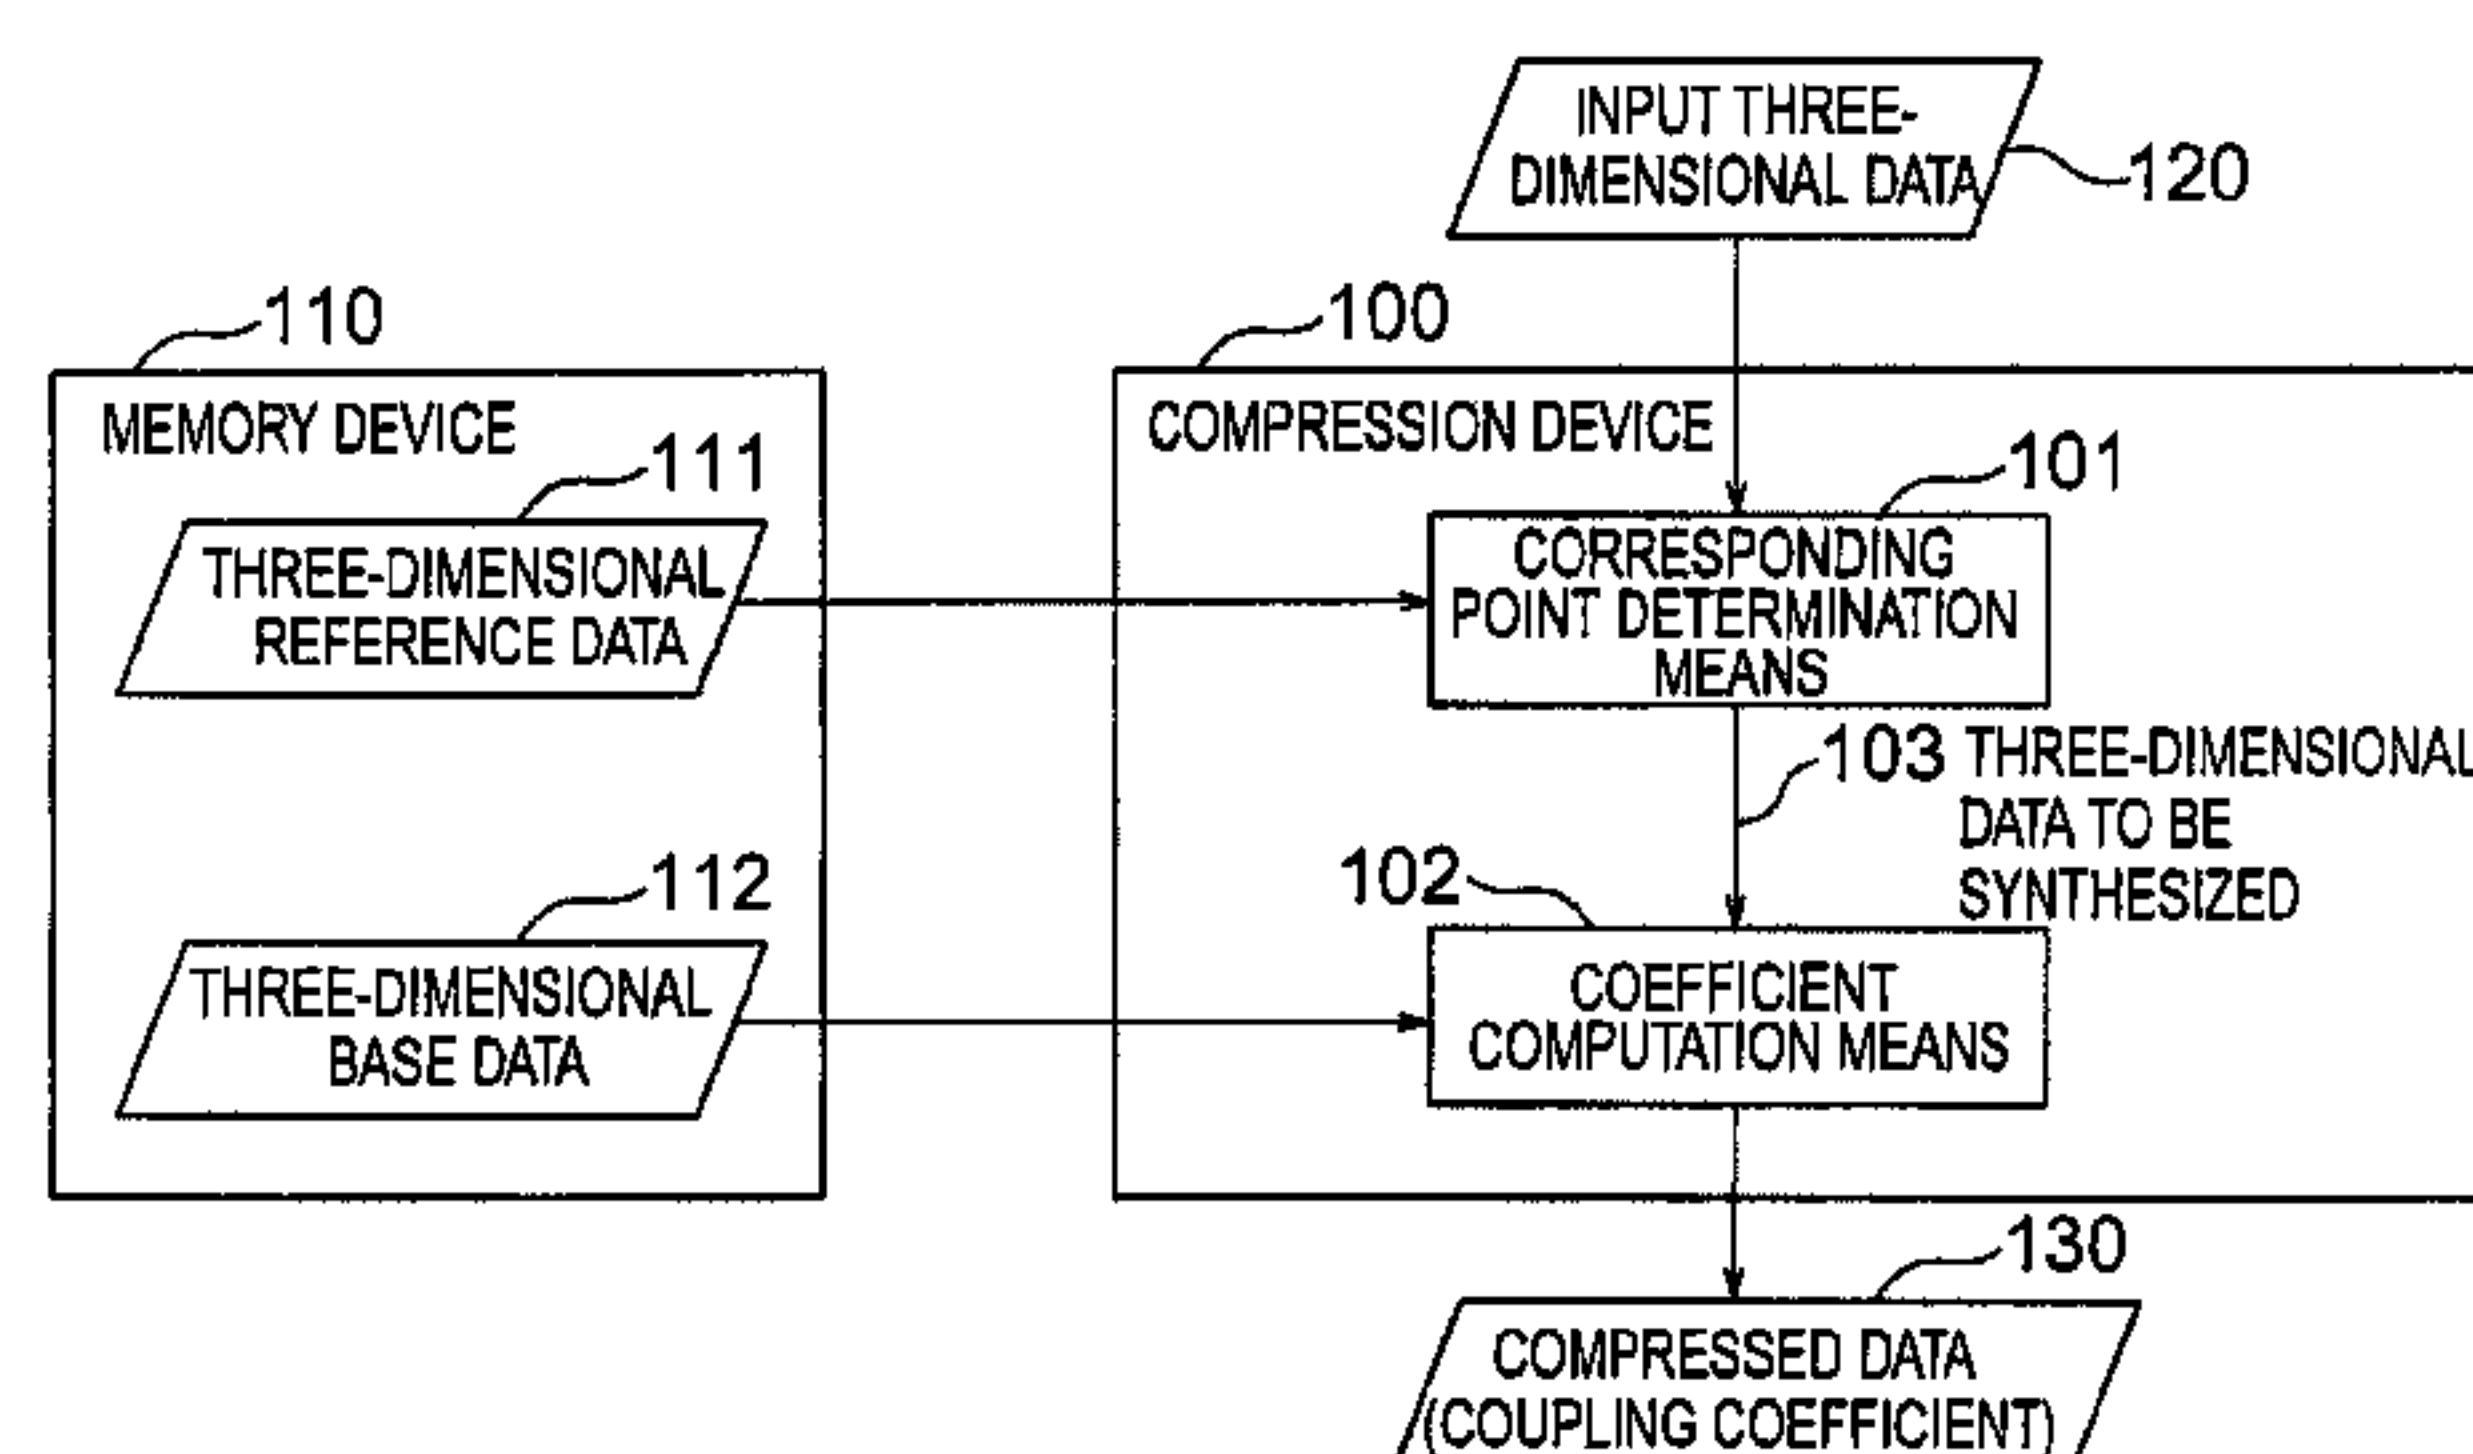 INPUT THREE-
DIMENSIONAL DATA
120
110
100
MEMORY DEVICE
COMPRESSION DEVICE
111
101
THREE-DIMENSIONAL
REFERENCE DATA
CORRESPONDING
POINT DETERMINATION
MEANS
103 THREE-DIMENSIONAL
DATA TO BE
SYNTHESIZED
112
102
THREE-DIMENSIONAL
BASE DATA
COEFFICIENT
COMPUTATION MEANS
130
COMPRESSED DATA
(COUPLING COEFFICIENT)